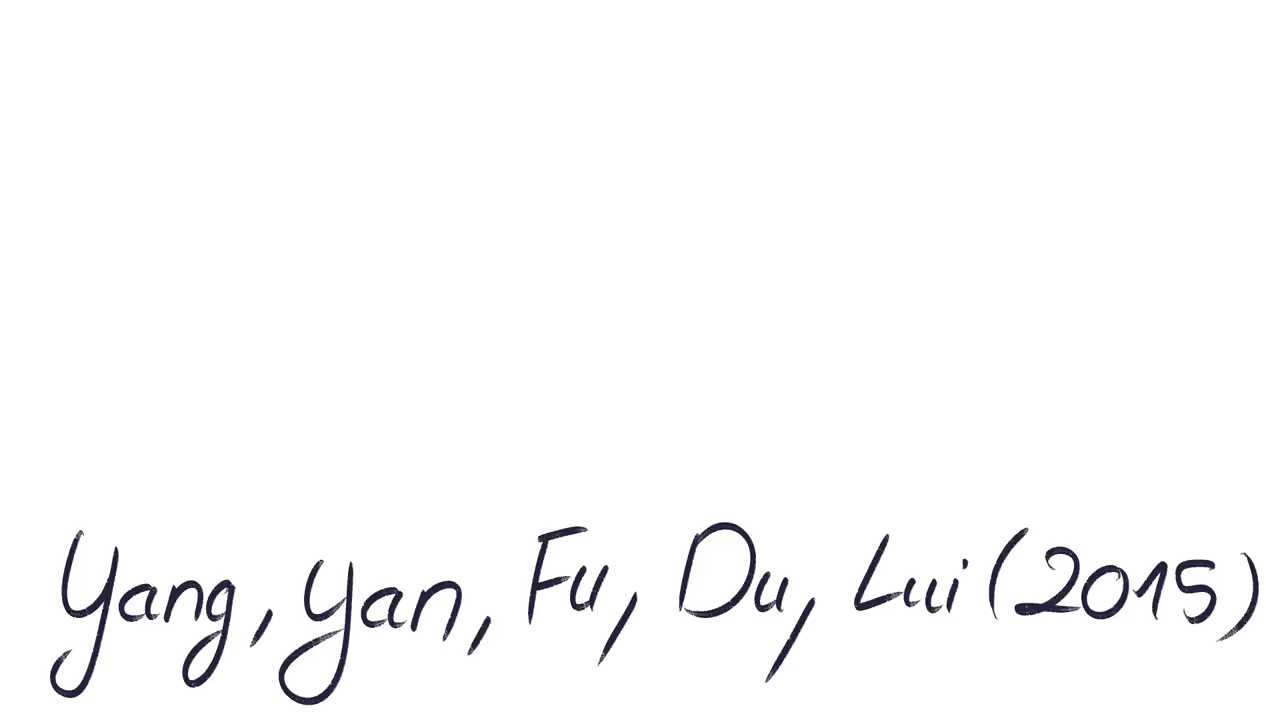 Yang, Yan, Fu, Du, Lui (2015)